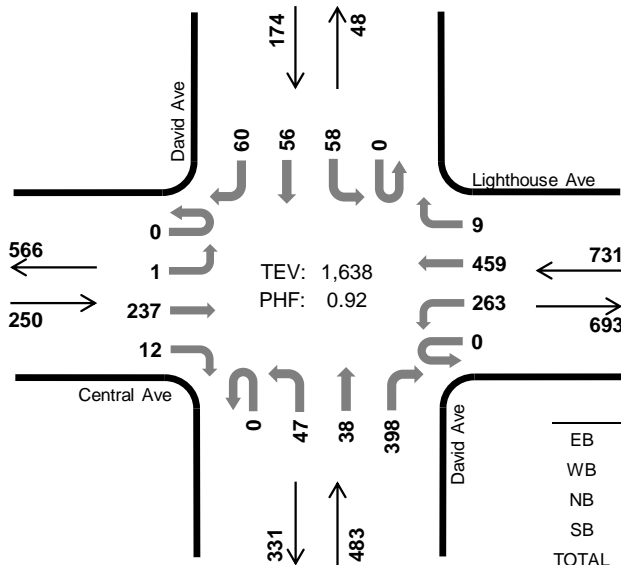 174
48
David Ave
60
56
58
0
Lighthouse Ave
0
9
566
1
TEV: 1,638
459
731
250
237
PHF: 0.92
263
693
12
0
Central Ave
0
47
38
398
David Ave
EB
WB
NB
SB
TOTAL
331
483